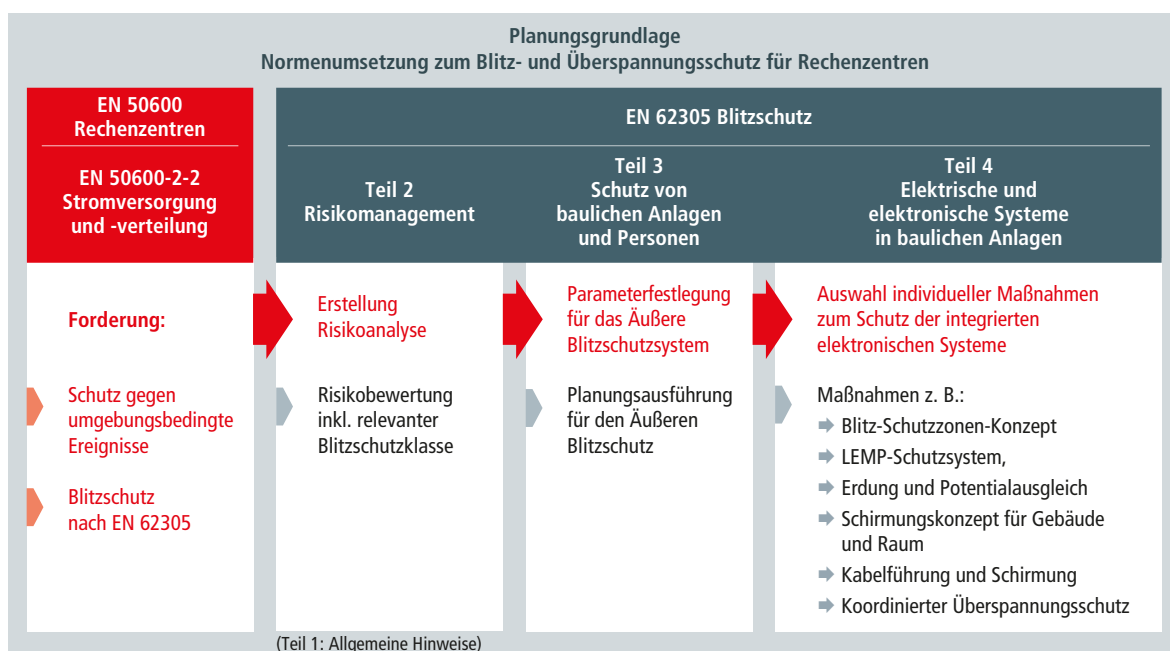 Planungsgrundlage
Normenumsetzung zum Blitz- und Überspannungsschutz für Rechenzentren
EN 50600
Rechenzentren
EN 50600-2-2
Stromversorgung
und -verteilung
Forderung:
Schutz gegen
umgebungsbedingte
Ereignisse
Blitzschutz
nach EN 62305
EN 62305 Blitzschutz
Teil 2
Risikomanagement
Erstellung
Risikoanalyse
Risikobewertung
inkl. relevanter
Blitzschutzklasse
Teil 3
Schutz von
baulichen Anlagen
und Personen
Parameterfestlegung
für das Äußere
Blitzschutzsystem
Planungsausführung
für den Äußeren
Blitzschutz
Teil 4
Elektrische und
elektronische Systeme
in baulichen Anlagen
Auswahl individueller Maßnahmen
zum Schutz der integrierten
elektronischen Systeme
Maßnahmen z. B.:
Blitz-Schutzzonen-Konzept
LEMP-Schutzsystem,
Erdung und Potentialausgleich
Schirmungskonzept für Gebäude
und Raum
Kabelführung und Schirmung
Koordinierter Überspannungsschutz
(Teil 1: Allgemeine Hinweise)